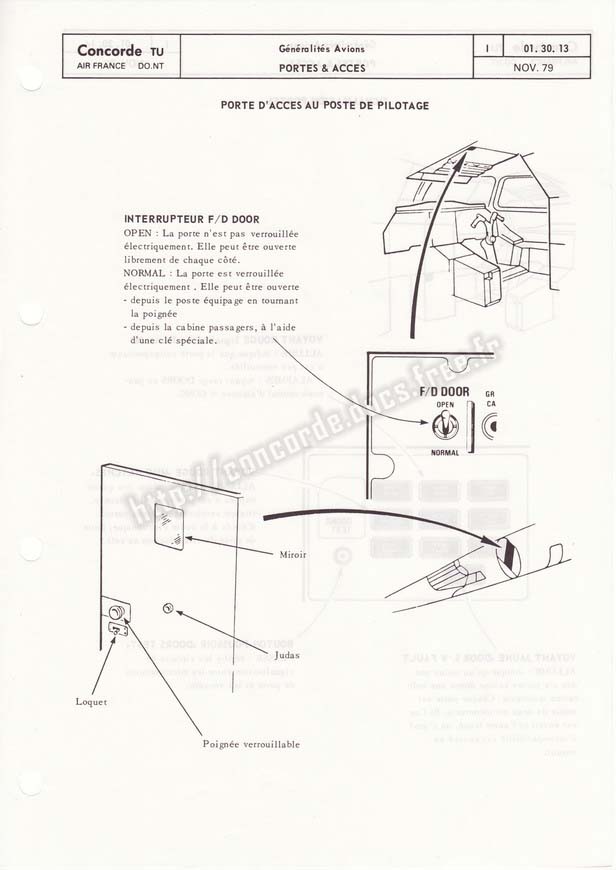 Concorde TU
AIR FRANCE DO.NT
Généralités Avions
PORTES & ACCES
I
01. 30. 13
NOV. 79
PORTE D'ACCES AU POSTE DE PILOTAGE
INTERRUPTEUR F/D DOOR
OPEN : La porte n'est pas verrouillée
électriquement. Elle peut être ouverte
librement de chaque côté.
NORMAL : La porte est verrouillée
électriquement . Elle peut être ouverte
- depuis le poste équipage en tournant
la poignée
- depuis la cabine passagers, à l'aide
d'une clé spéciale.
F/D DOOR
OPEN
NORMAL
GR
CA
Miroir
Judas
Loquet
Poignée verrouillable
http://concorde.docs.free.fr